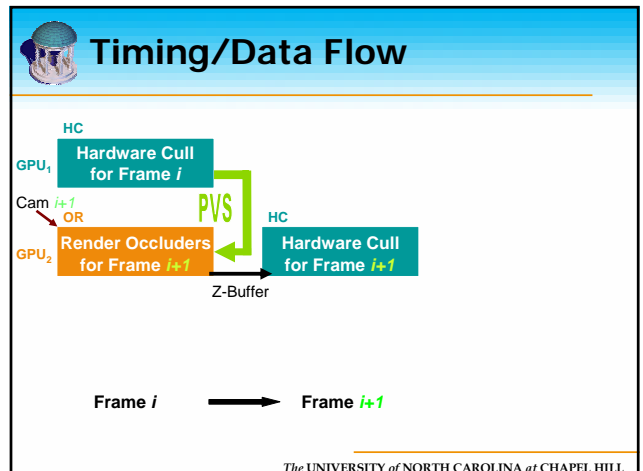 Timing/Data Flow
HC
GPU₁
Hardware Cull
for Frame i
Cam i+1
OR
PVS
HC
GPU₂
Render Occluders
for Frame i+1
Hardware Cull
for Frame i+1
Z-Buffer
Frame i
Frame i+1
The UNIVERSITY of NORTH CAROLINA at CHAPEL HILL